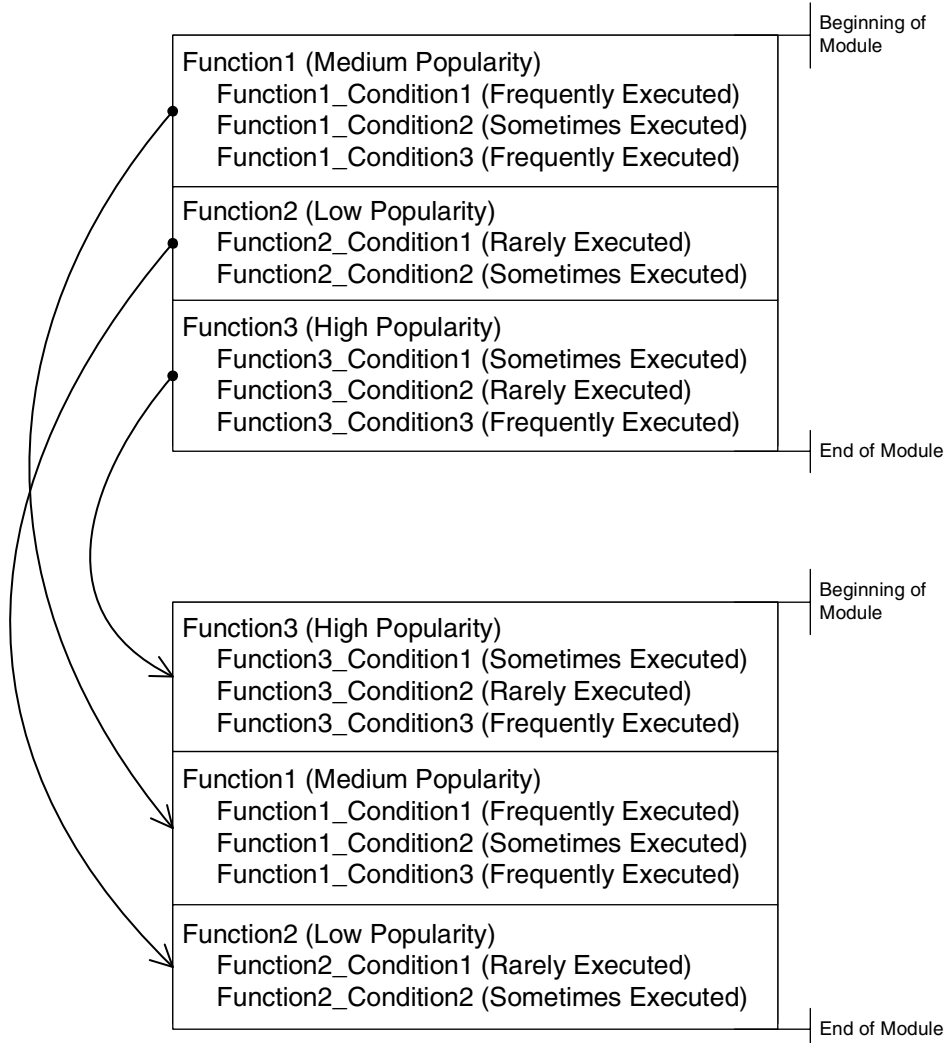 Beginning of
Module
Function1 (Medium Popularity)
Function1_Condition1 (Frequently Executed)
Function1_Condition2 (Sometimes Executed)
Function1_Condition3 (Frequently Executed)
Function2 (Low Popularity)
Function2_Condition1 (Rarely Executed)
Function2_Condition2 (Sometimes Executed)
Function3 (High Popularity)
Function3_Condition1 (Sometimes Executed)
Function3_Condition2 (Rarely Executed)
Function3_Condition3 (Frequently Executed)
End of Module
Beginning of
Module
Function3 (High Popularity)
Function3_Condition1 (Sometimes Executed)
Function3_Condition2 (Rarely Executed)
Function3_Condition3 (Frequently Executed)
Function1 (Medium Popularity)
Function1_Condition1 (Frequently Executed)
Function1_Condition2 (Sometimes Executed)
Function1_Condition3 (Frequently Executed)
Function2 (Low Popularity)
Function2_Condition1 (Rarely Executed)
Function2_Condition2 (Sometimes Executed)
End of Module